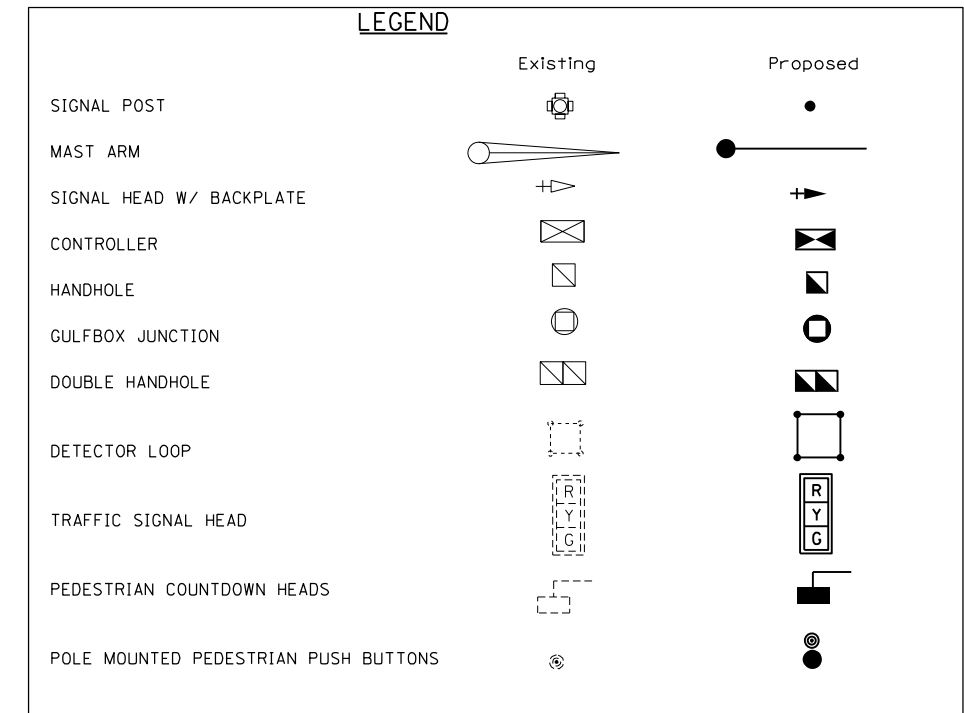 LEGEND
Existing Proposed
SIGNAL POST
MAST ARM
SIGNAL HEAD W/ BACKPLATE
CONTROLLER
HANDHOLE
GULFBOX JUNCTION
DOUBLE HANDHOLE
DETECTOR LOOP
R R
TRAFFIC SIGNAL HEAD Y Y
G G
PEDESTRIAN COUNTDOWN HEADS
POLE MOUNTED PEDESTRIAN PUSH BUTTONS